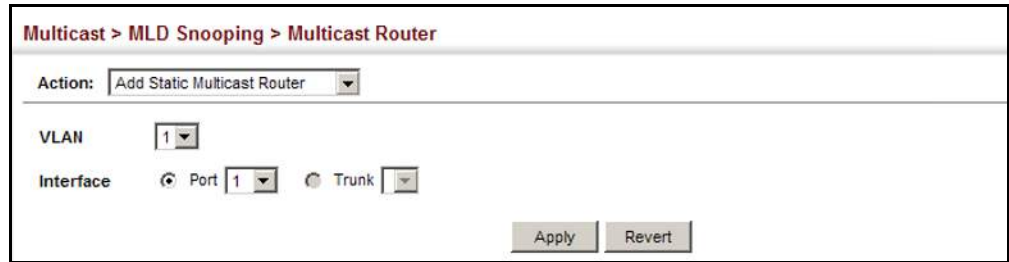 Multicast > MLD Snooping > Multicast Router
Action: Add Static Multicast Router
VLAN 1
Interface Port 1 Trunk
Apply Revert